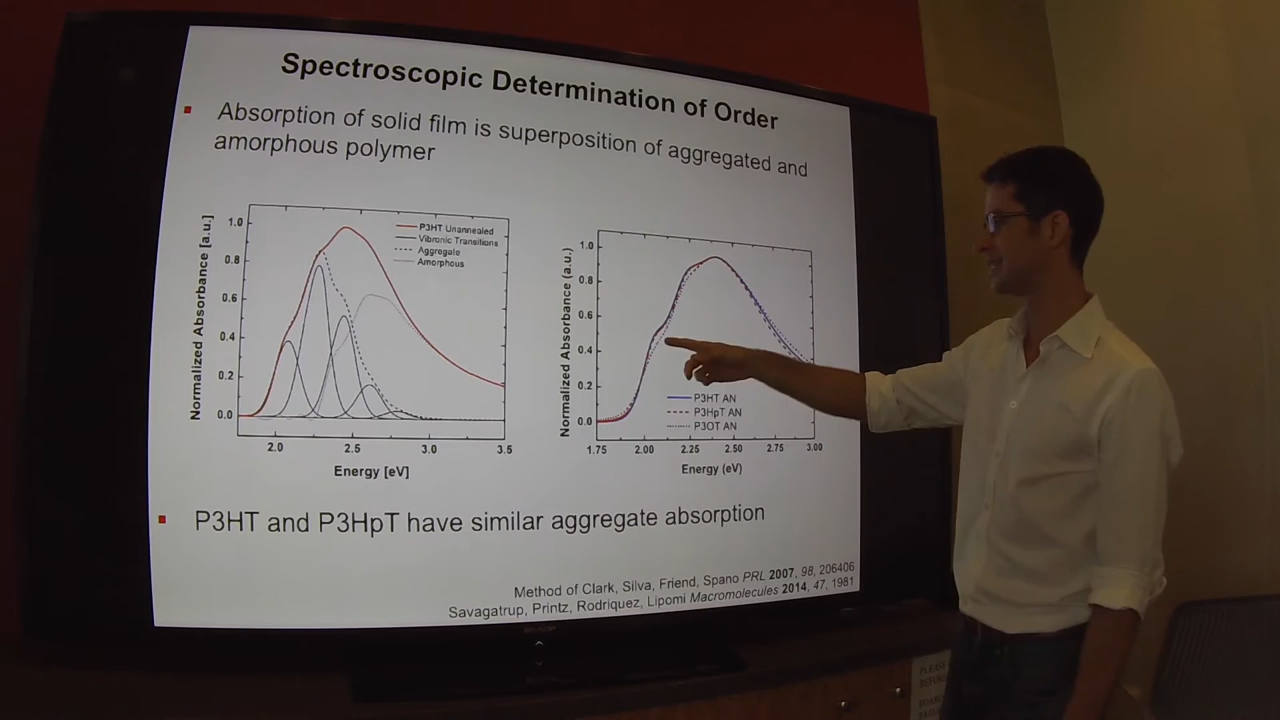 Spectroscopic Determination of Order
Absorption of solid film is superposition of aggregated and
amorphous polymer
Normalized Absorbance [a.u.]
1.0
0.8
0.6
0.4
0.2
0.0
P3HT Unannealed
Vibronic Transitions
Aggregate
Amorphous
2.0 2.5 3.0 3.5
Energy [eV]
Normalized Absorbance (a.u.)
1.0
0.8
0.6
0.4
0.2
0.0
P3HT AN
P3HpT AN
P3OT AN
1.75 2.00 2.25 2.50 2.75 3.00
Energy (eV)
P3HT and P3HpT have similar aggregate absorption
Method of Clark, Silva, Friend, Spano PRL 2007, 98, 206406
Savagatrup, Printz, Rodriquez, Lipomi Macromolecules 2014, 47, 1981
SHARP
PLEASE